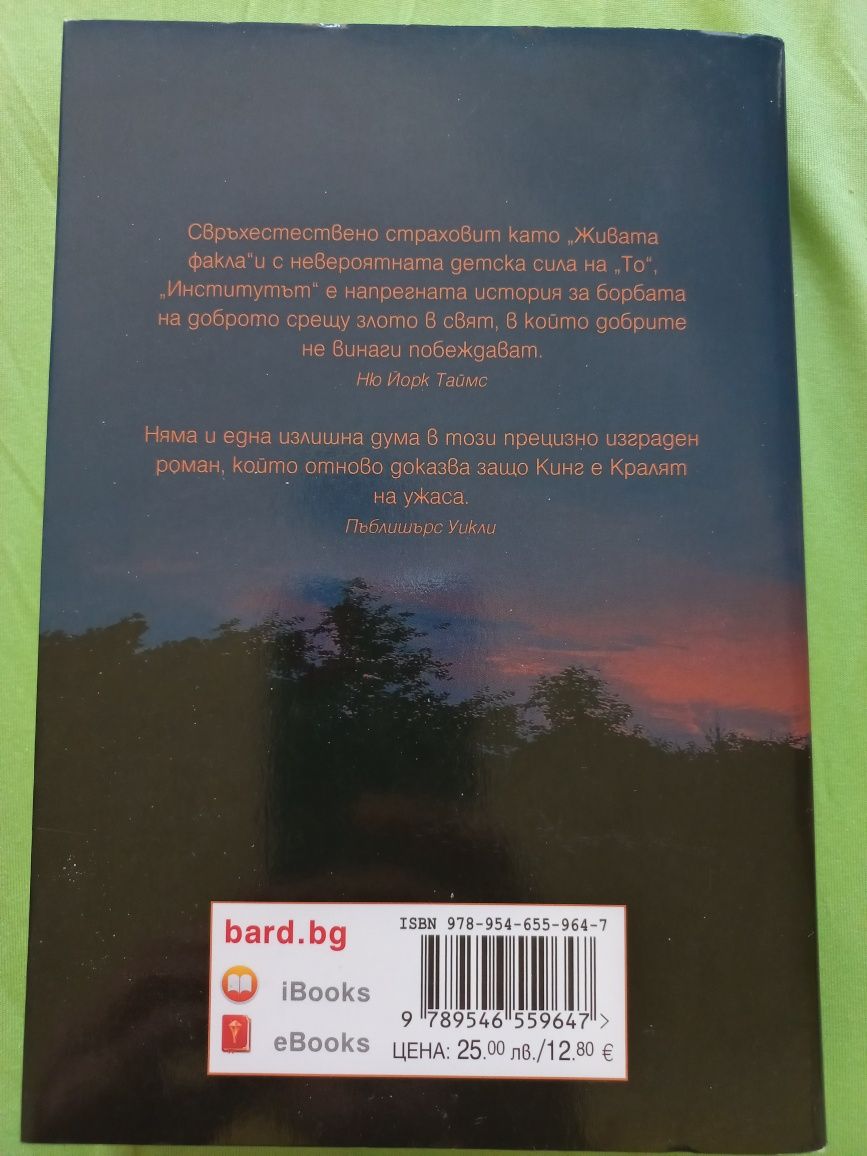 Свръхестествено страховит като „Живата
факла“и с невероятната детска сила на „То“,
„Институтът“ е напрегната история за борбата
на доброто срещу злото в свят, в който добрите
не винаги побеждават.
Ню Йорк Таймс
Няма и една излишна дума в този прецизно изграден
роман, който отново доказва защо Кинг е Кралят
на ужаса.
Пъблишърс Уикли
bard.bg
iBooks
eBooks
ISBN 978-954-655-964-7
9 789546 559647 >
ЦЕНА: 25.00 лв./12.80 €